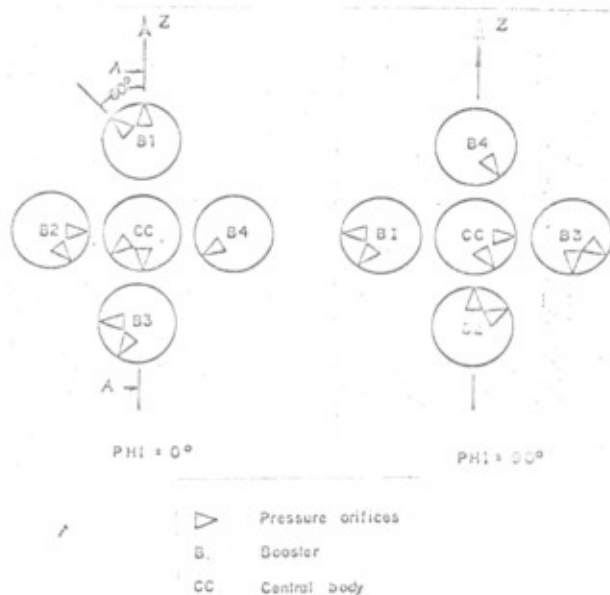 Z
Z
A
60°
B1
B4
B2
CC
B4
B1
CC
B3
B3
A
PHI = 0°
PHI = 90°
Pressure orifices
B. Booster
CC. Central body